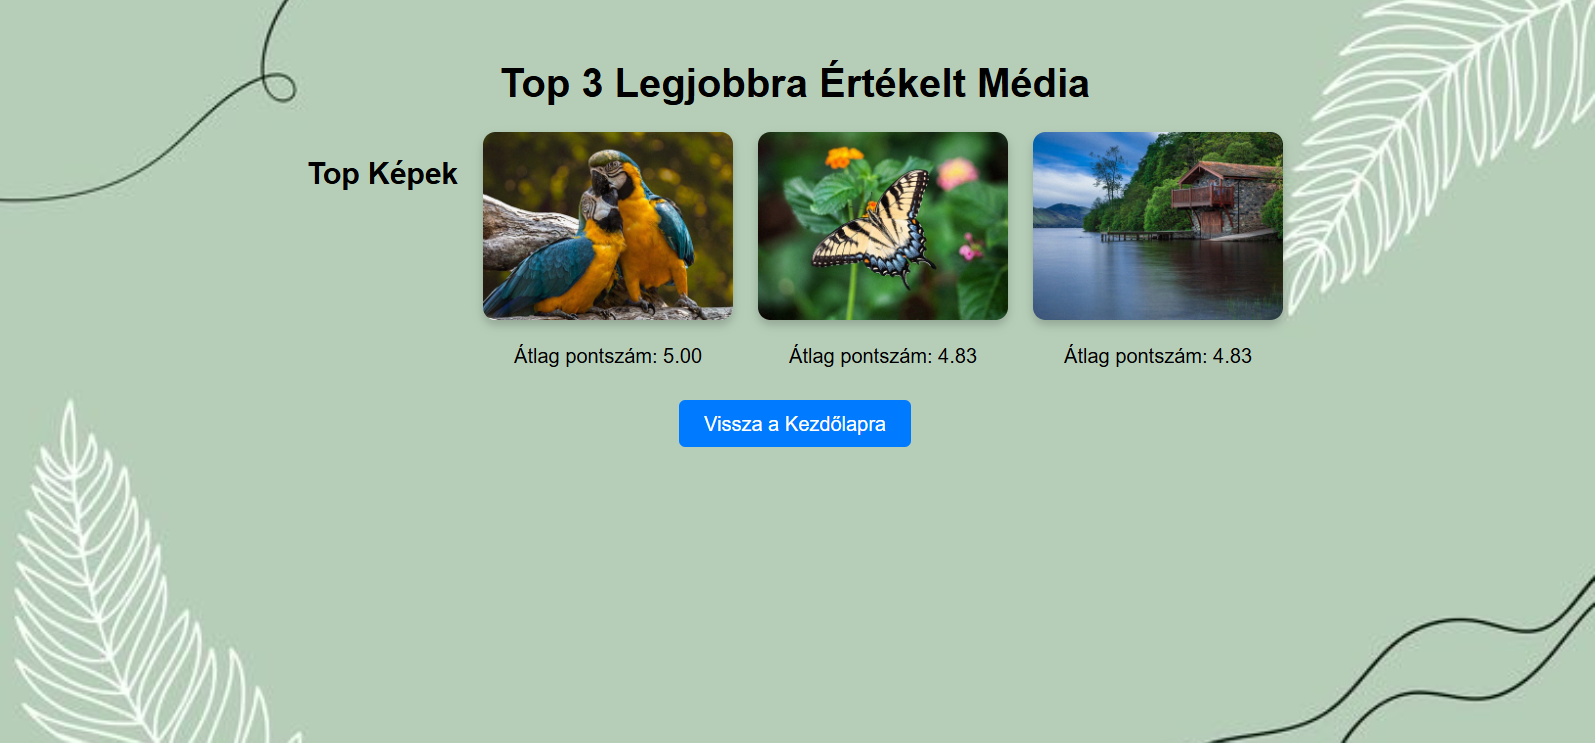 Top 3 Legjobbra Értékelt Média
Top Képek
Átlag pontszám: 5.00
Átlag pontszám: 4.83
Átlag pontszám: 4.83
Vissza a Kezdőlapra